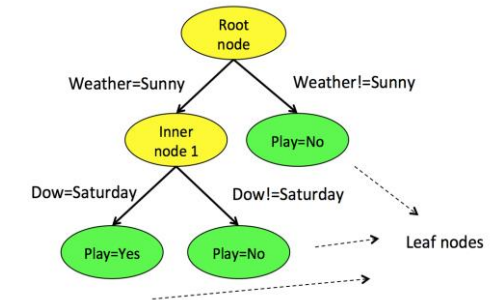 Root
node
Weather=Sunny
Weather!=Sunny
Inner
node 1
Play=No
Dow=Saturday
Dow!=Saturday
Play=Yes
Play=No
Leaf nodes